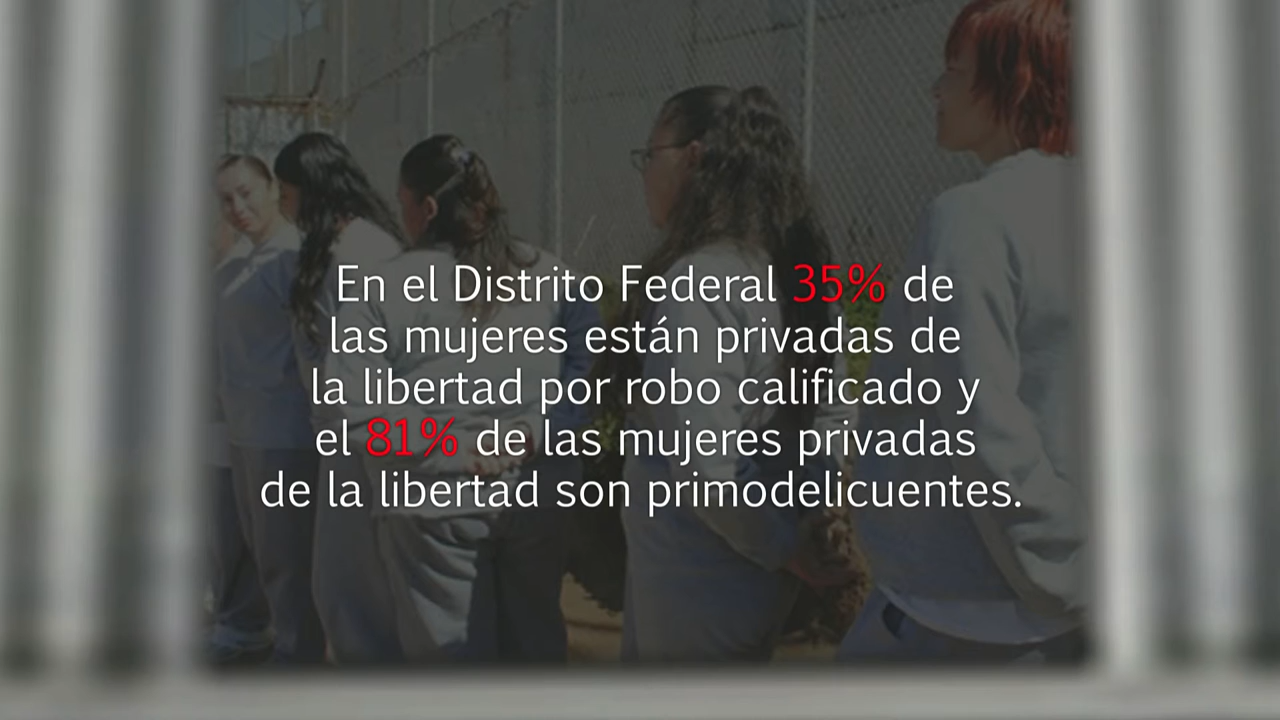 En el Distrito Federal 35% de
las mujeres están privadas de
la libertad por robo calificado y
el 81% de las mujeres privadas
de la libertad son primodelicuentes.